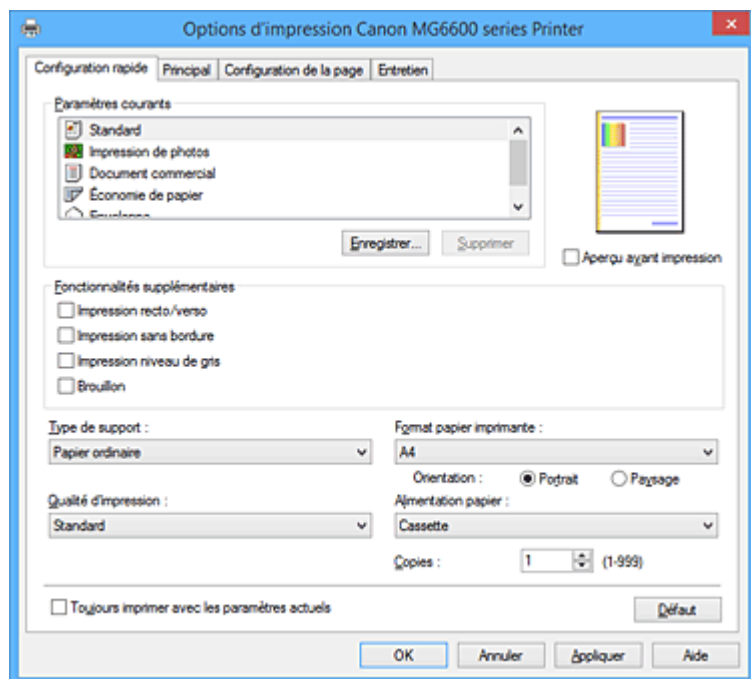 Options d'impression Canon MG6600 series Printer
Configuration rapide Principal Configuration de la page Entretien
Paramètres courants
Standard
Impression de photos
Document commercial
Économie de papier
Enregistrer... Supprimer
Aperçu avant impression
Fonctionnalités supplémentaires
Impression recto/verso
Impression sans bordure
Impression niveau de gris
Brouillon
Type de support : Format papier imprimante :
Papier ordinaire A4
Orientation : Portrait Paysage
Qualité d'impression : Alimentation papier :
Standard Cassette
Copies : 1 (1-999)
Toujours imprimer avec les paramètres actuels Défaut
OK Annuler Appliquer Aide